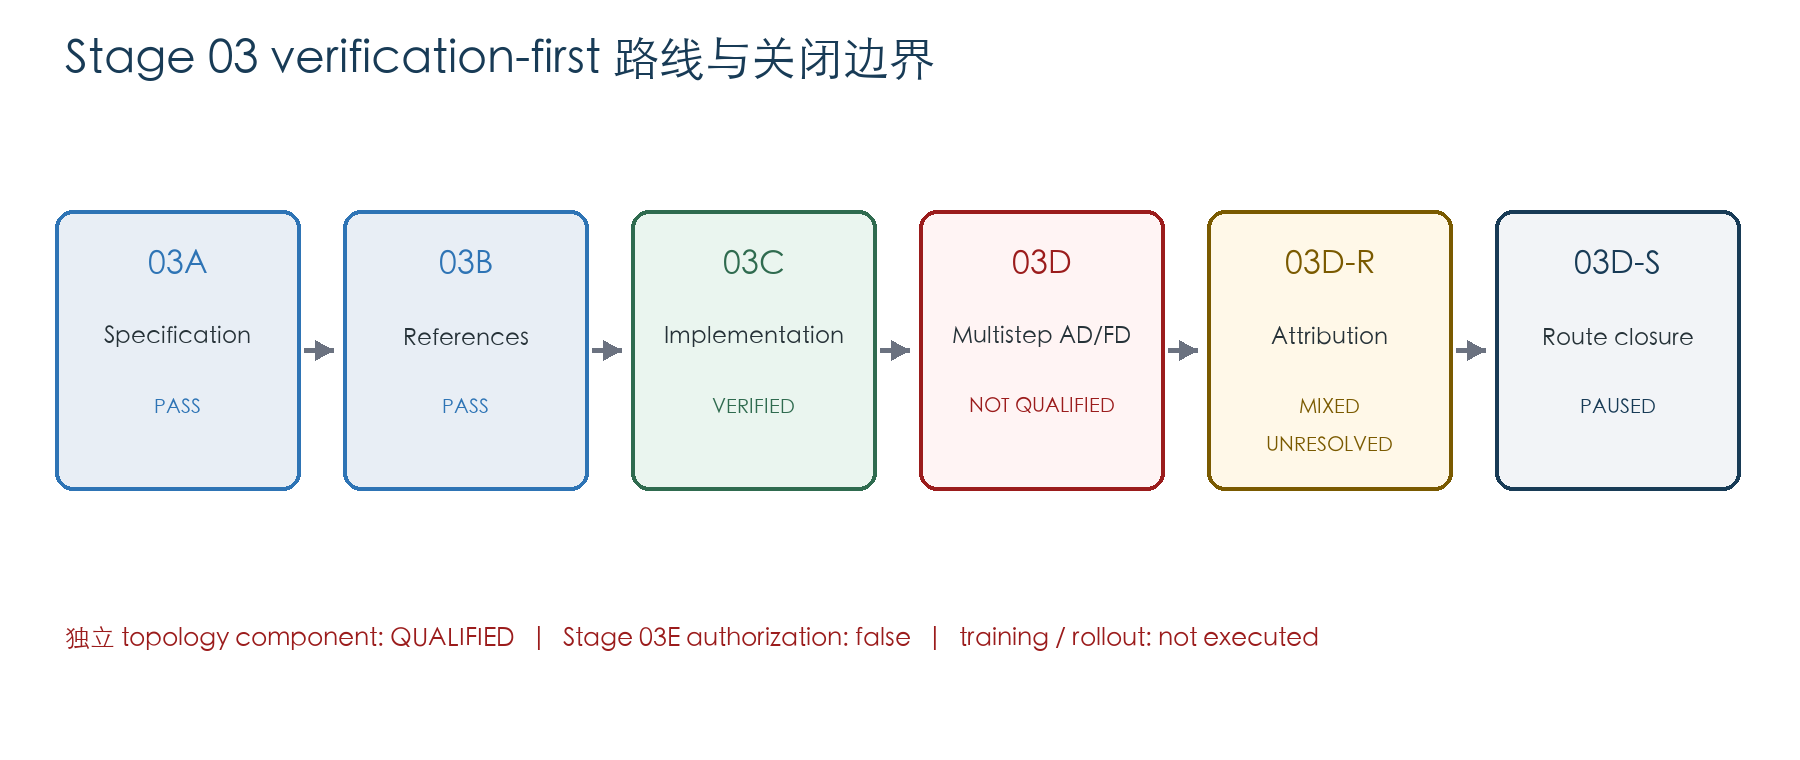 Stage 03 verification-first 路线与关闭边界
03A
Specification
PASS
03B
References
PASS
03C
Implementation
VERIFIED
03D
Multistep AD/FD
NOT QUALIFIED
03D-R
Attribution
MIXED
UNRESOLVED
03D-S
Route closure
PAUSED
独立 topology component: QUALIFIED | Stage 03E authorization: false | training / rollout: not executed